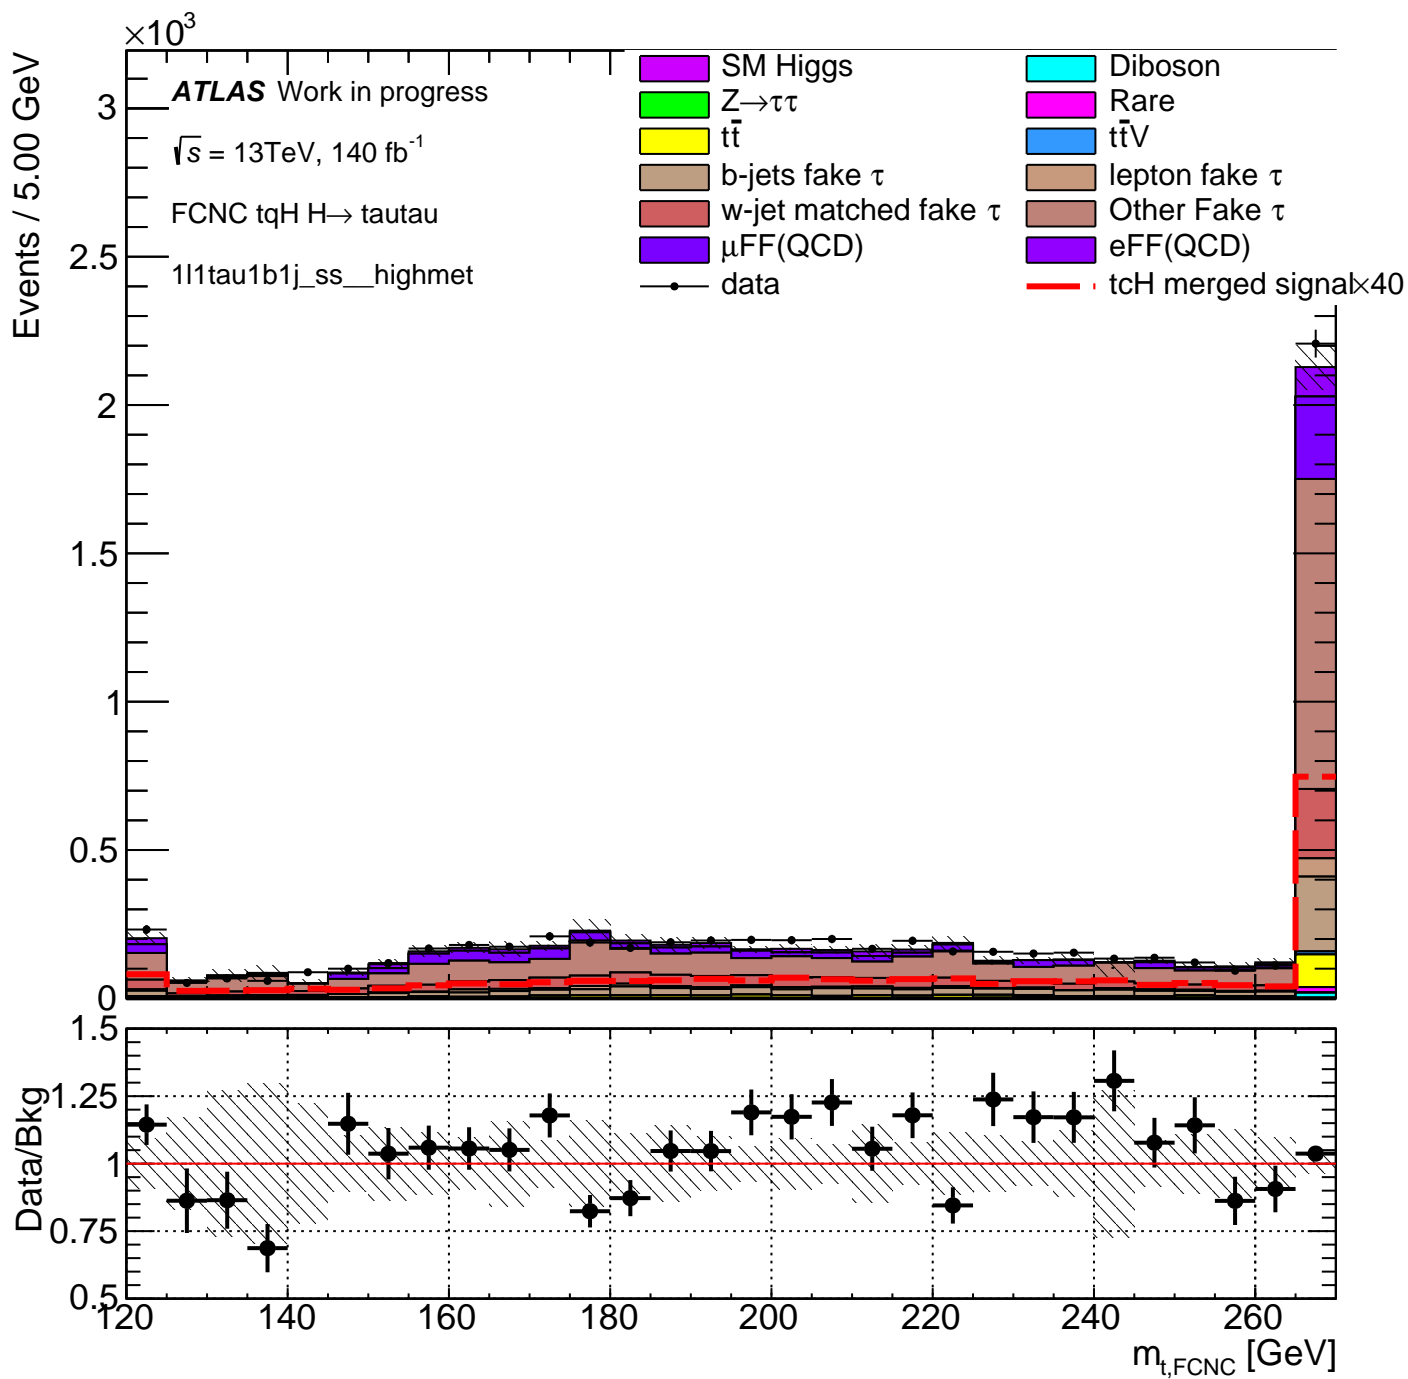 ×10³
Events / 5.00 GeV
3
2.5
2
1.5
1
0.5
0
ATLAS Work in progress
√s = 13TeV, 140 fb⁻¹
FCNC tqH H→ tautau
1l1tau1b1j_ss__highmet
SM Higgs
Diboson
Z→ττ
Rare
tt̄
tt̄V
b-jets fake τ
lepton fake τ
w-jet matched fake τ
Other Fake τ
μFF(QCD)
eFF(QCD)
data
tcH merged signal×40
Data/Bkg
1.5
1.25
1
0.75
0.5
120 140 160 180 200 220 240 260
m_{t,FCNC} [GeV]